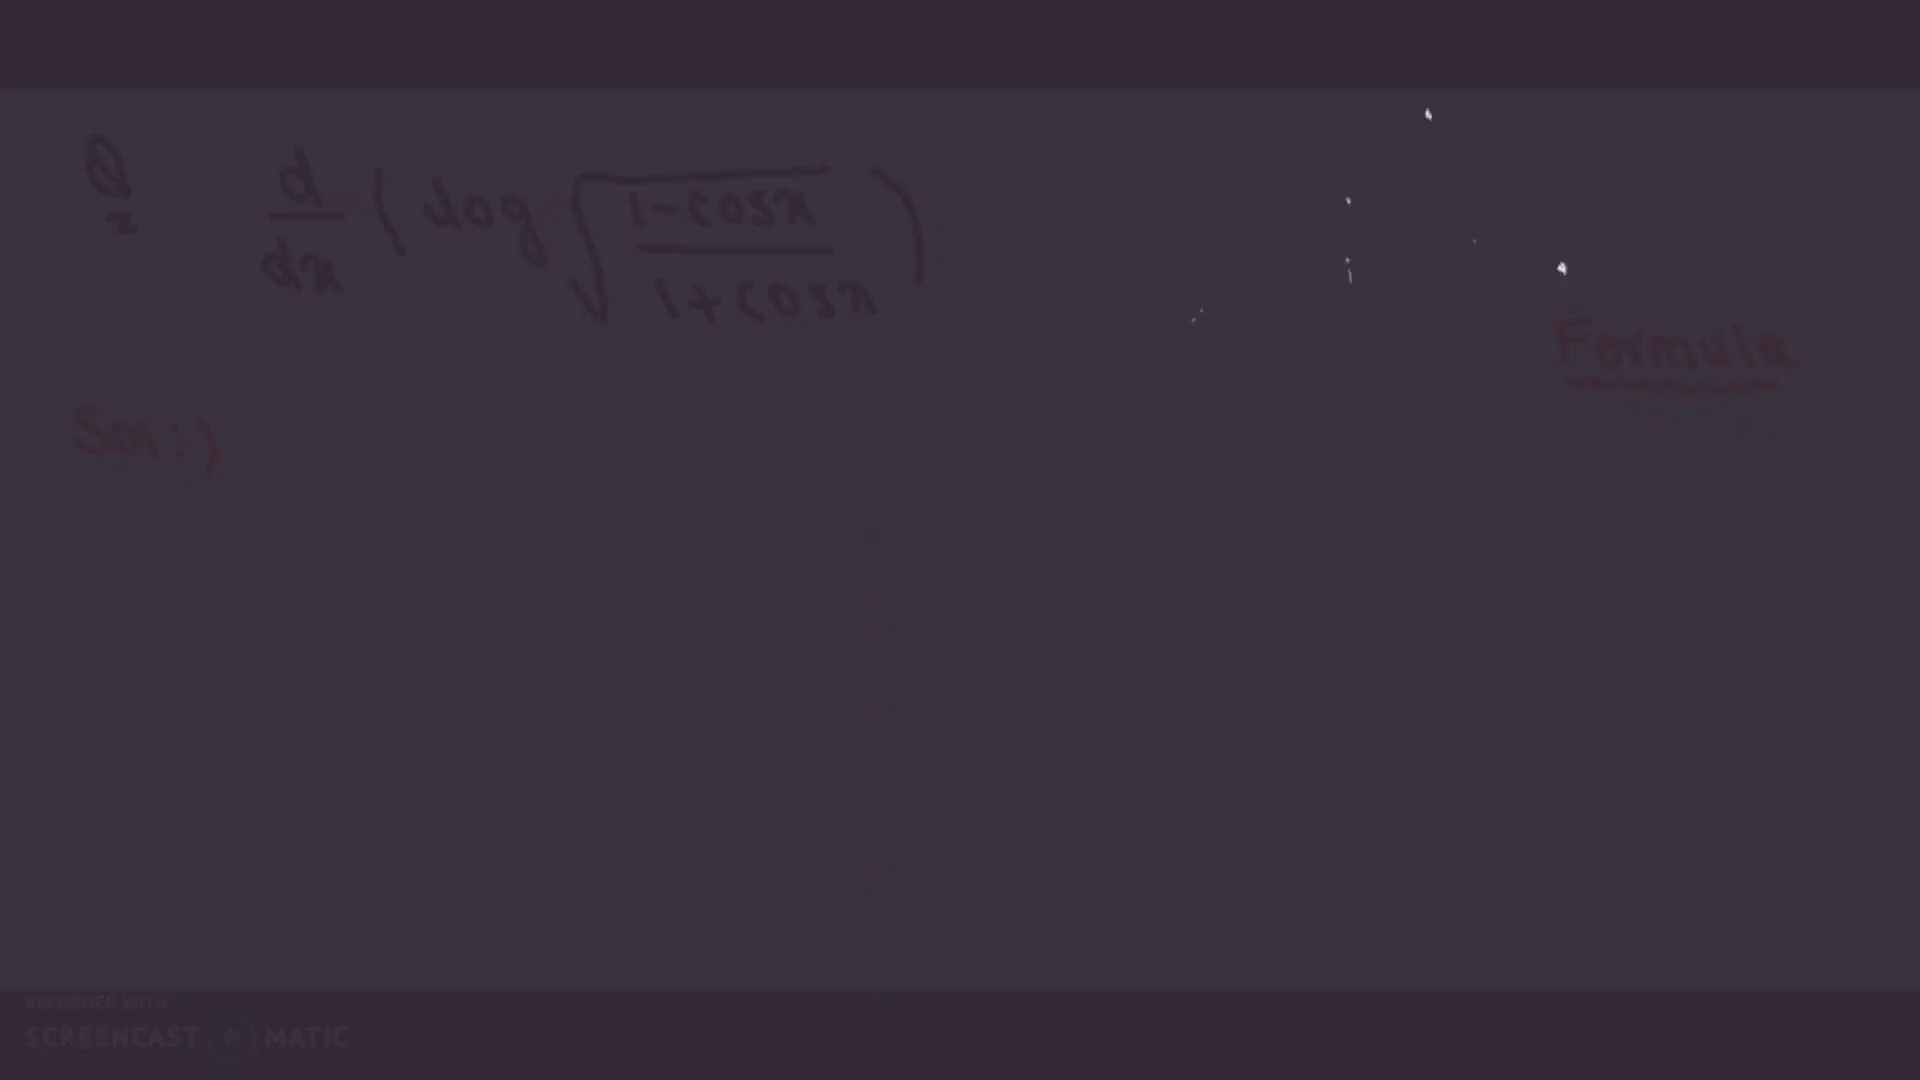 Q
d/dx ( log √(1-cosx / 1+cosx) )
Formula
Sol:)
RECORDED WITH
SCREENCAST MATIC